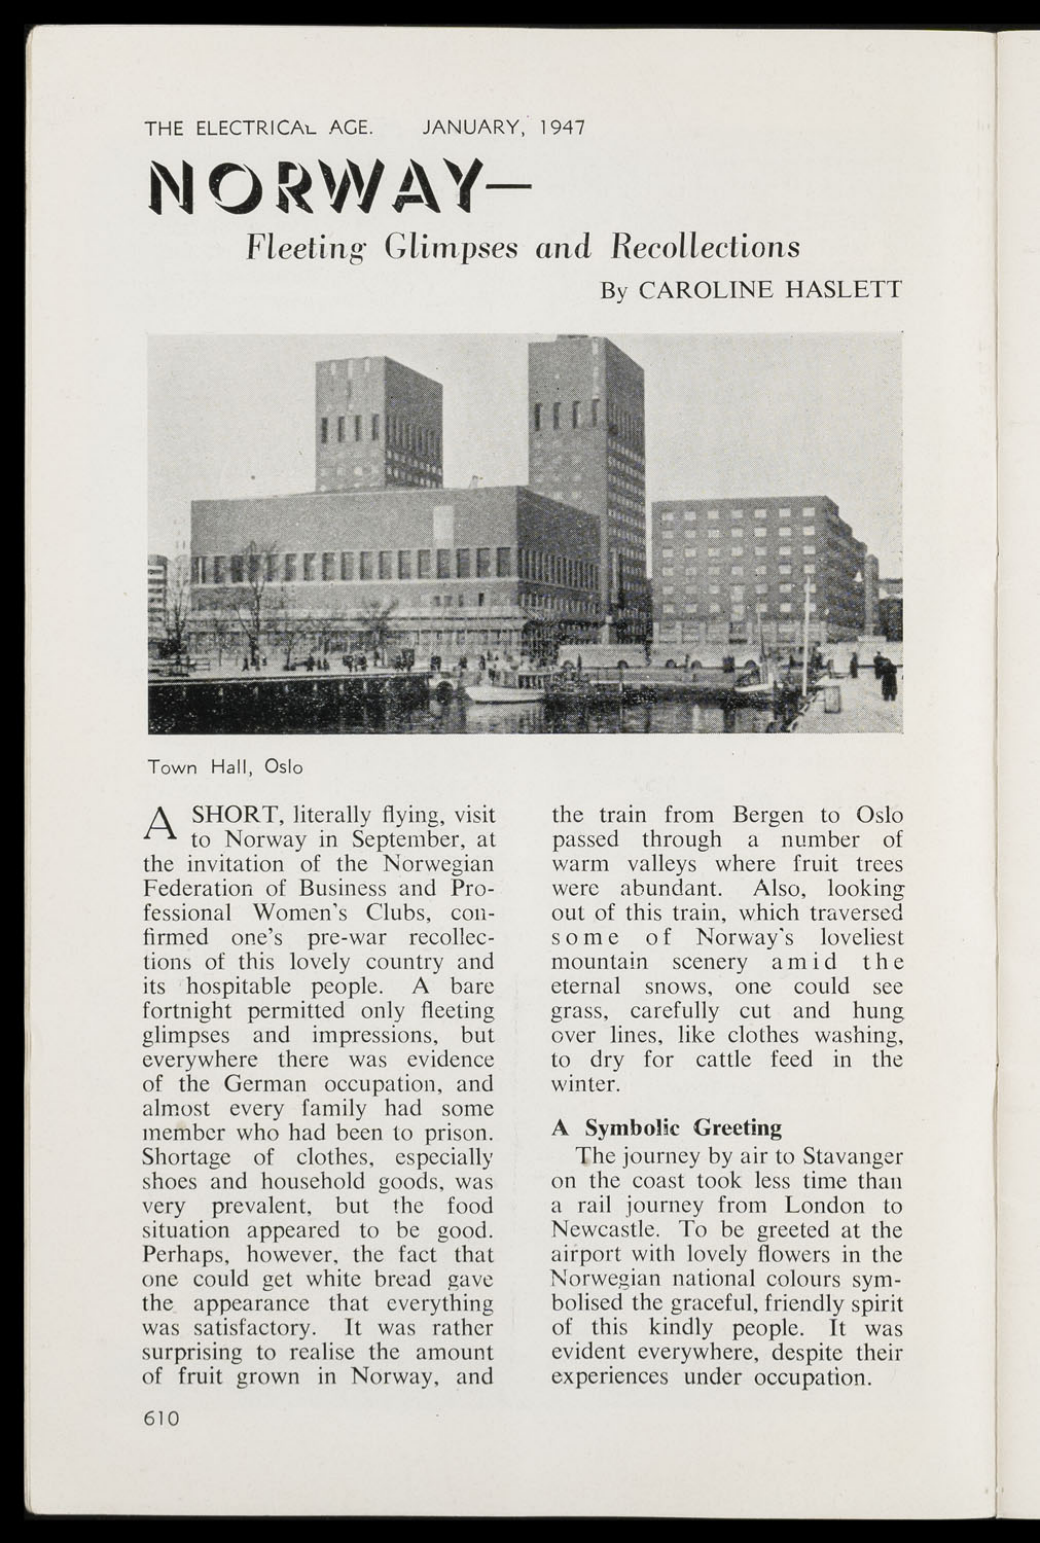 THE ELECTRICAL AGE. JANUARY, 1947
NORWAY—
Fleeting Glimpses and Recollections
By CAROLINE HASLETT
Town Hall, Oslo
A SHORT, literally flying, visit
to Norway in September, at
the invitation of the Norwegian
Federation of Business and Pro-
fessional Women's Clubs, con-
firmed one's pre-war recollec-
tions of this lovely country and
its hospitable people. A bare
fortnight permitted only fleeting
glimpses and impressions, but
everywhere there was evidence
of the German occupation, and
almost every family had some
member who had been to prison.
Shortage of clothes, especially
shoes and household goods, was
very prevalent, but the food
situation appeared to be good.
Perhaps, however, the fact that
one could get white bread gave
the appearance that everything
was satisfactory. It was rather
surprising to realise the amount
of fruit grown in Norway, and
the train from Bergen to Oslo
passed through a number of
warm valleys where fruit trees
were abundant. Also, looking
out of this train, which traversed
some of Norway's loveliest
mountain scenery amid the
eternal snows, one could see
grass, carefully cut and hung
over lines, like clothes washing,
to dry for cattle feed in the
winter.
A Symbolic Greeting
The journey by air to Stavanger
on the coast took less time than
a rail journey from London to
Newcastle. To be greeted at the
airport with lovely flowers in the
Norwegian national colours sym-
bolised the graceful, friendly spirit
of this kindly people. It was
evident everywhere, despite their
experiences under occupation.
610